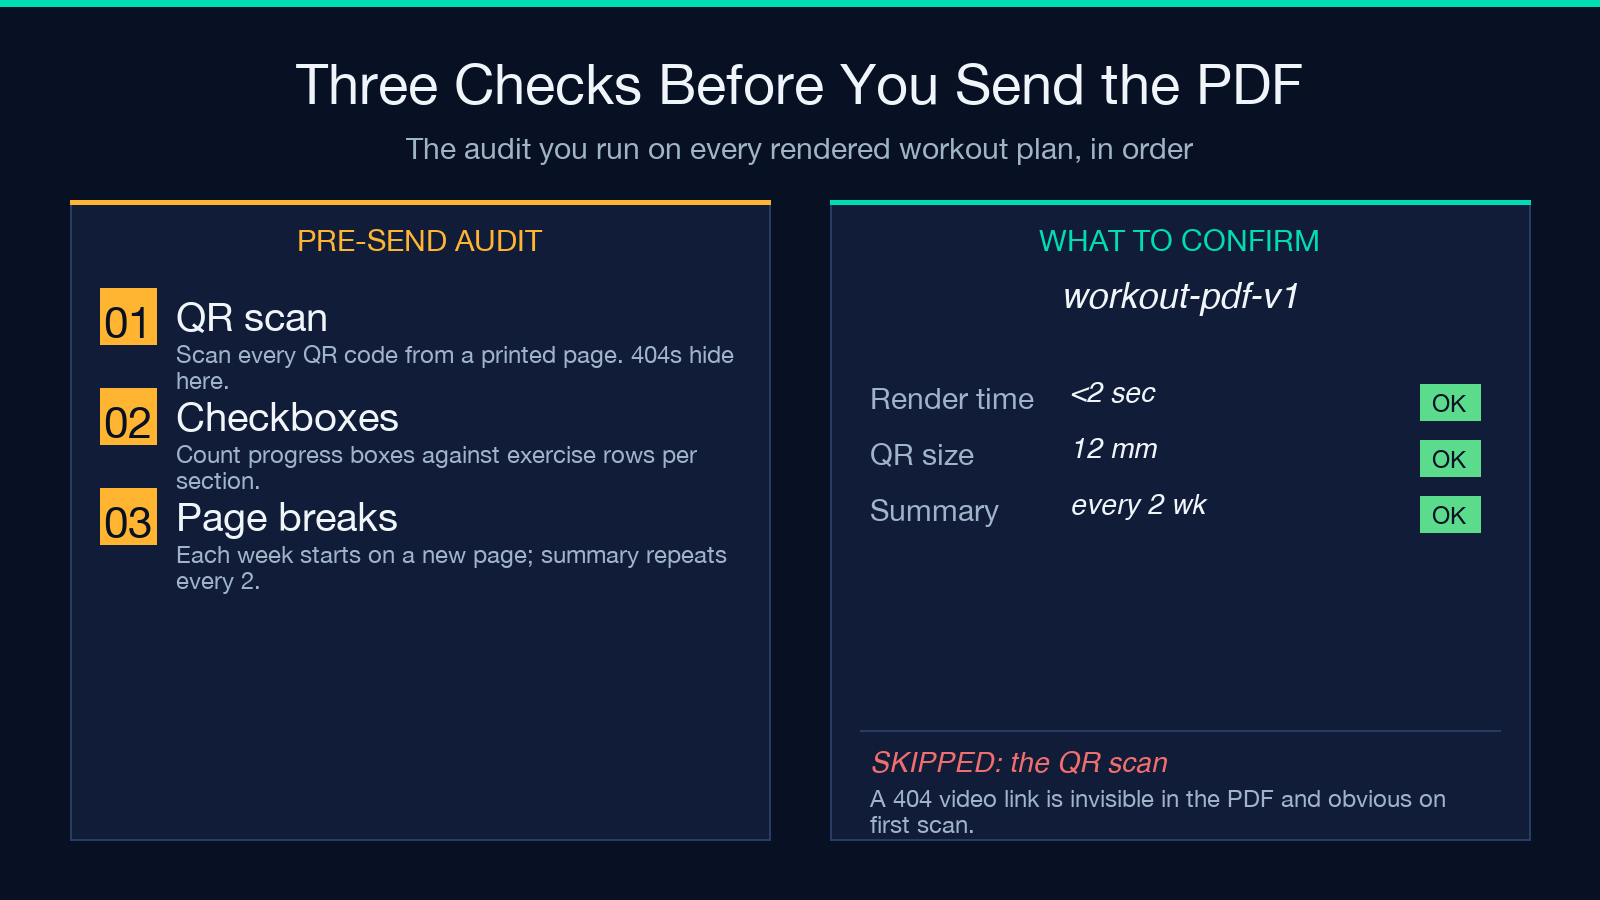 Three Checks Before You Send the PDF
The audit you run on every rendered workout plan, in order
PRE-SEND AUDIT
01
QR scan
Scan every QR code from a printed page. 404s hide
here.
02
Checkboxes
Count progress boxes against exercise rows per
section.
03
Page breaks
Each week starts on a new page; summary repeats
every 2.
WHAT TO CONFIRM
workout-pdf-v1
Render time <2 sec OK
QR size 12 mm OK
Summary every 2 wk OK
SKIPPED: the QR scan
A 404 video link is invisible in the PDF and obvious on
first scan.